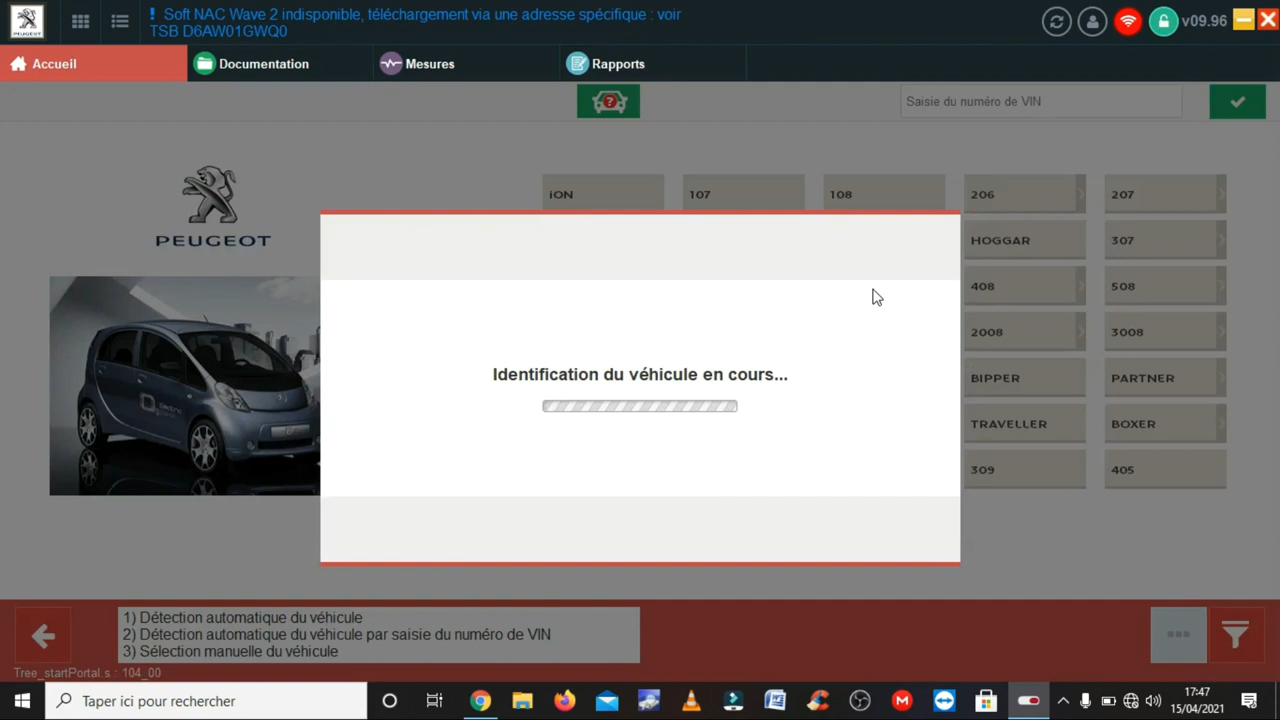 ! Soft NAC Wave 2 indisponible, téléchargement via une adresse spécifique : voir
TSB D6AW01GWQ0
v09.96
PEUGEOT
Accueil
Documentation
Mesures
Rapports
Saisie du numéro de VIN
PEUGEOT
iON
107
108
206
207
HOGGAR
307
408
508
2008
3008
BIPPER
PARTNER
TRAVELLER
BOXER
309
405
Identification du véhicule en cours...
1) Détection automatique du véhicule
2) Détection automatique du véhicule par saisie du numéro de VIN
3) Sélection manuelle du véhicule
Tree_startPortal.s : 104_00
Taper ici pour rechercher
17:47
15/04/2021